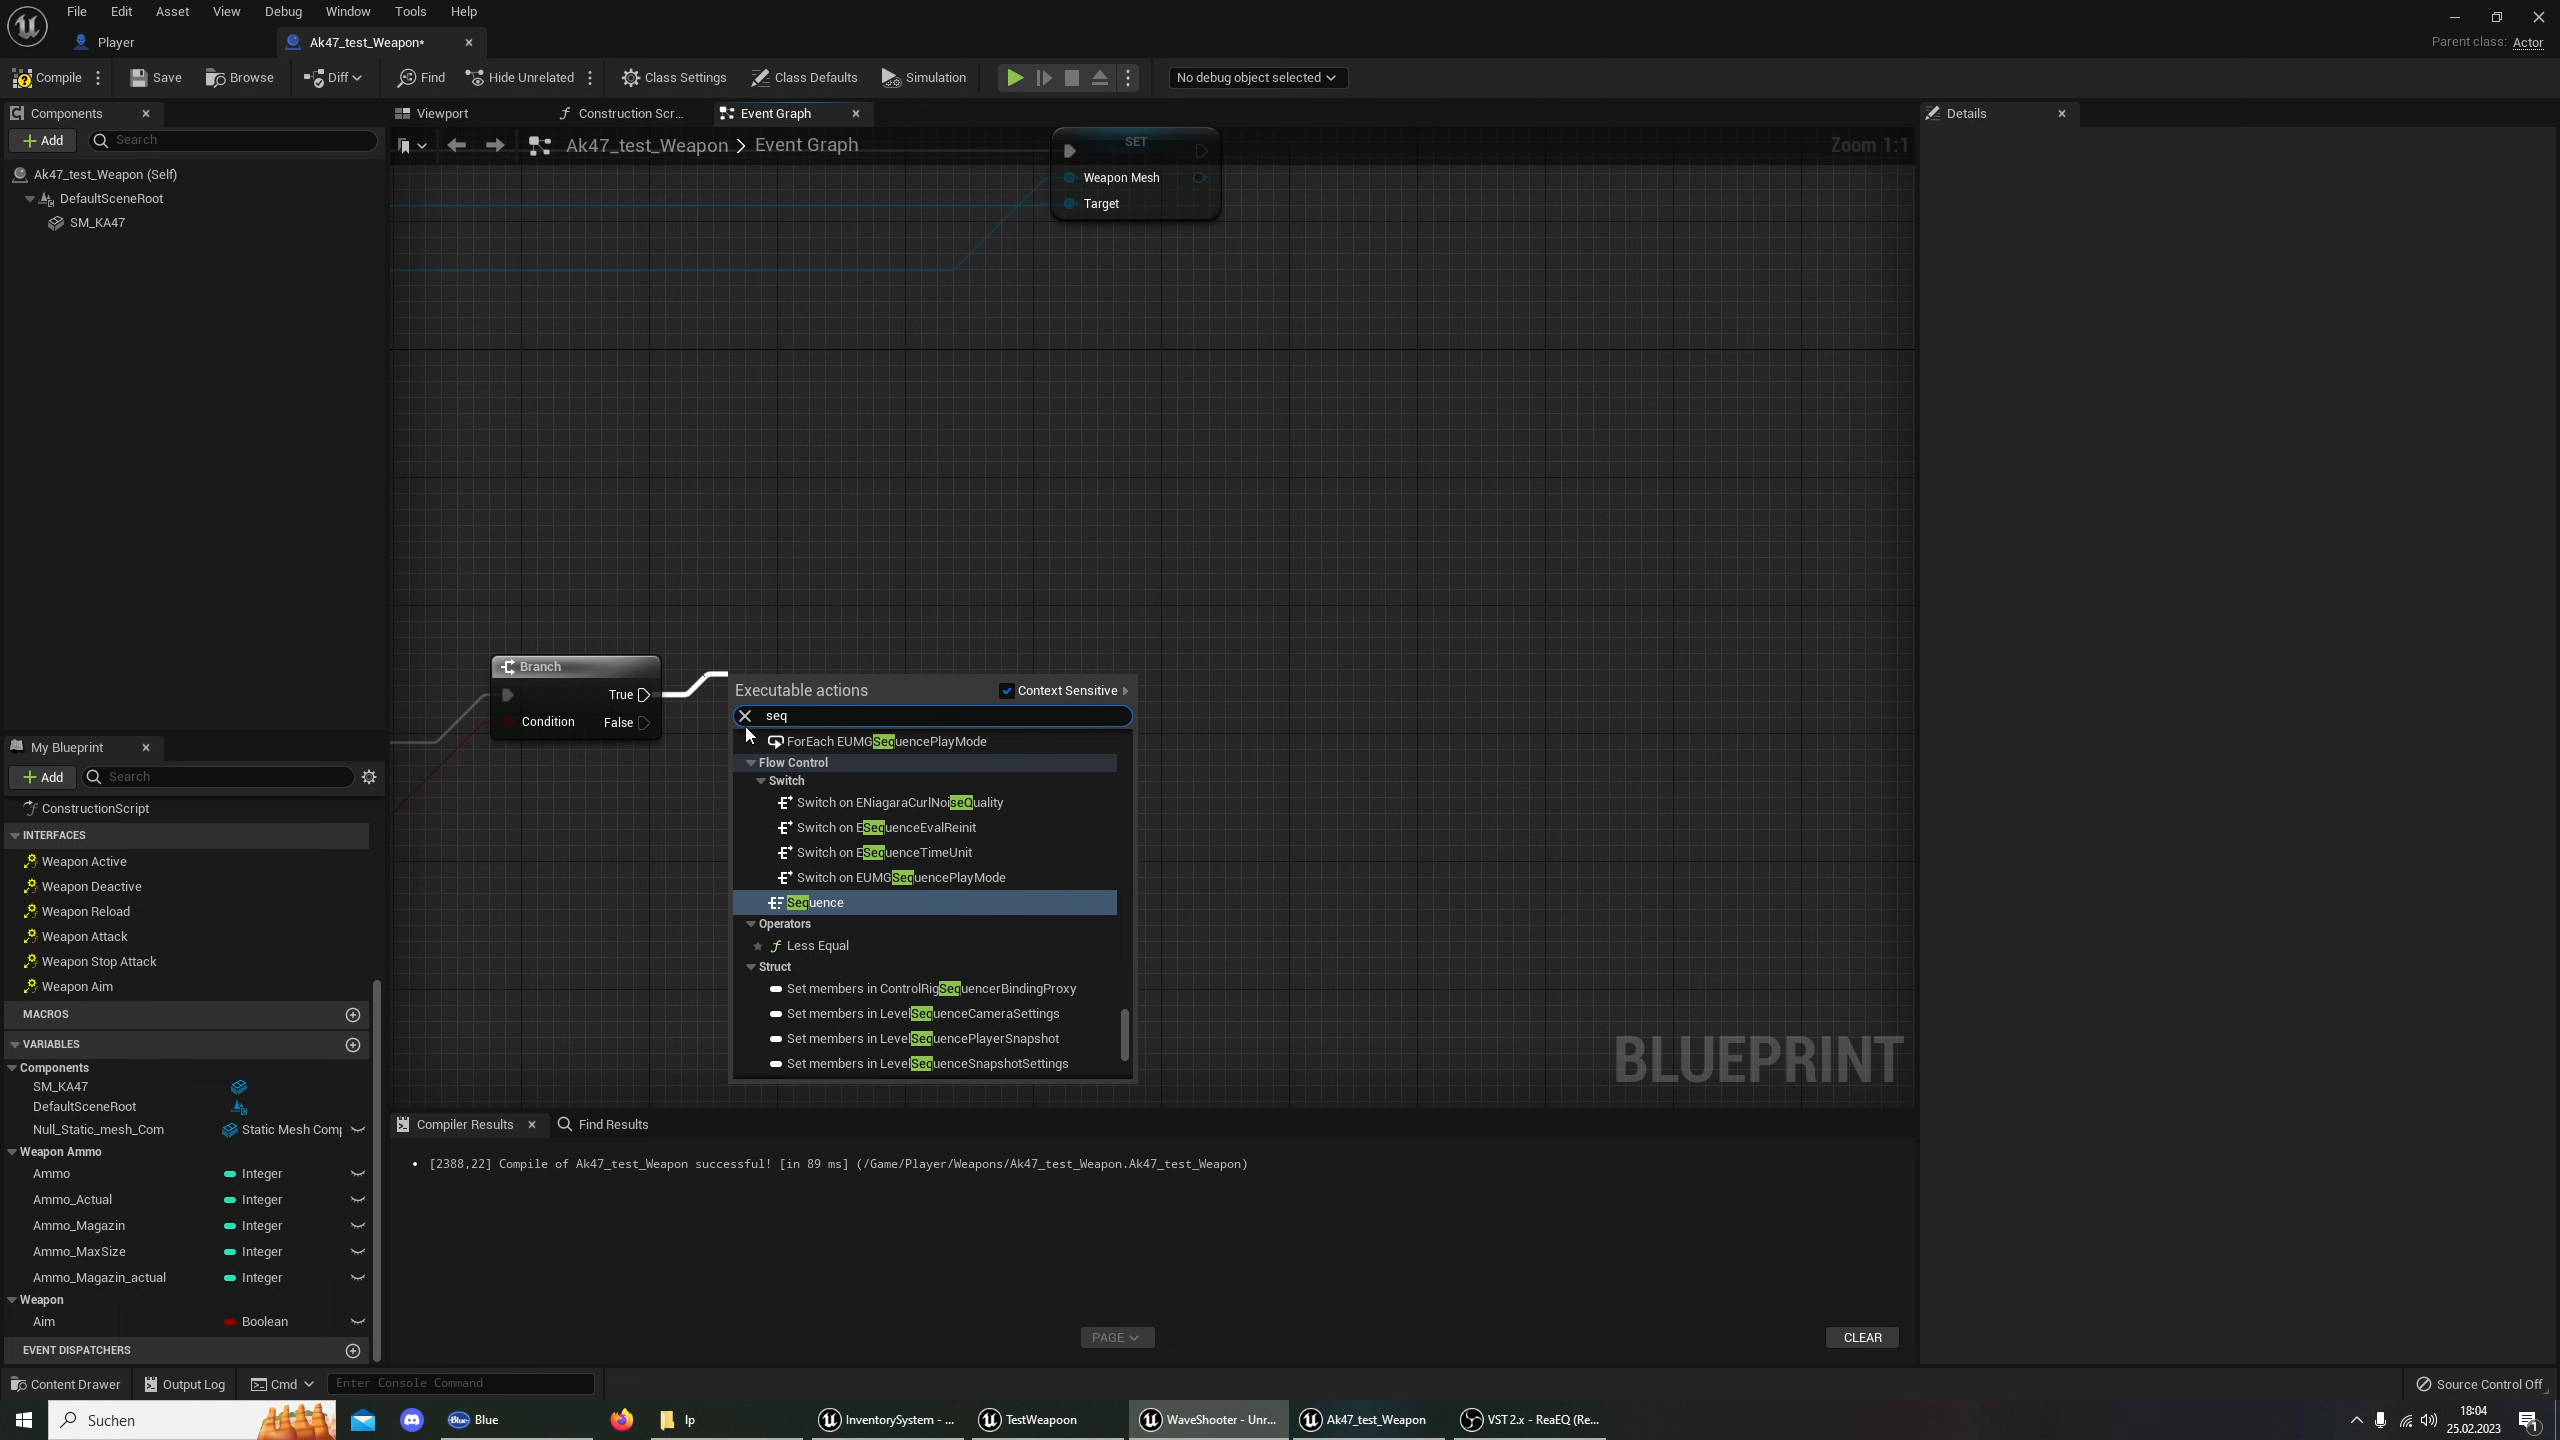 File Edit Asset View Debug Window Tools Help
Player
Ak47_test_Weapon*
Parent class: Actor
Compile
Save
Browse
Diff
Find
Hide Unrelated
Class Settings
Class Defaults
Simulation
No debug object selected
Components
Add
Search
Ak47_test_Weapon (Self)
DefaultSceneRoot
SM_KA47
Viewport
Construction Scr...
Event Graph
Ak47_test_Weapon > Event Graph
Zoom 1:1
SET
Weapon Mesh
Target
Details
Branch
True
Condition
False
Executable actions
Context Sensitive
seq
ForEach EUMGSequencePlayMode
Flow Control
Switch
Switch on ENiagaraCurlNoiseQuality
Switch on ESequenceEvalReinit
Switch on ESequenceTimeUnit
Switch on EUMGSequencePlayMode
Sequence
Operators
Less Equal
Struct
Set members in ControlRigSequencerBindingProxy
Set members in LevelSequenceCameraSettings
Set members in LevelSequencePlayerSnapshot
Set members in LevelSequenceSnapshotSettings
BLUEPRINT
My Blueprint
Add
Search
ConstructionScript
INTERFACES
Weapon Active
Weapon Deactive
Weapon Reload
Weapon Attack
Weapon Stop Attack
Weapon Aim
MACROS
VARIABLES
Components
SM_KA47
DefaultSceneRoot
Null_Static_mesh_Com Static Mesh Comp
Weapon Ammo
Ammo Integer
Ammo_Actual Integer
Ammo_Magazin Integer
Ammo_MaxSize Integer
Ammo_Magazin_actual Integer
Weapon
Aim Boolean
EVENT DISPATCHERS
Compiler Results
Find Results
[2388,22] Compile of Ak47_test_Weapon successful! [in 89 ms] (/Game/Player/Weapons/Ak47_test_Weapon.Ak47_test_Weapon)
PAGE
CLEAR
Content Drawer
Output Log
Cmd
Enter Console Command
Source Control Off
Suchen
Blue
lp
InventorySystem - ...
TestWeapoon
WaveShooter - Unr...
Ak47_test_Weapon
VST 2.x - ReaEQ (Re...
18:04
25.02.2023
1